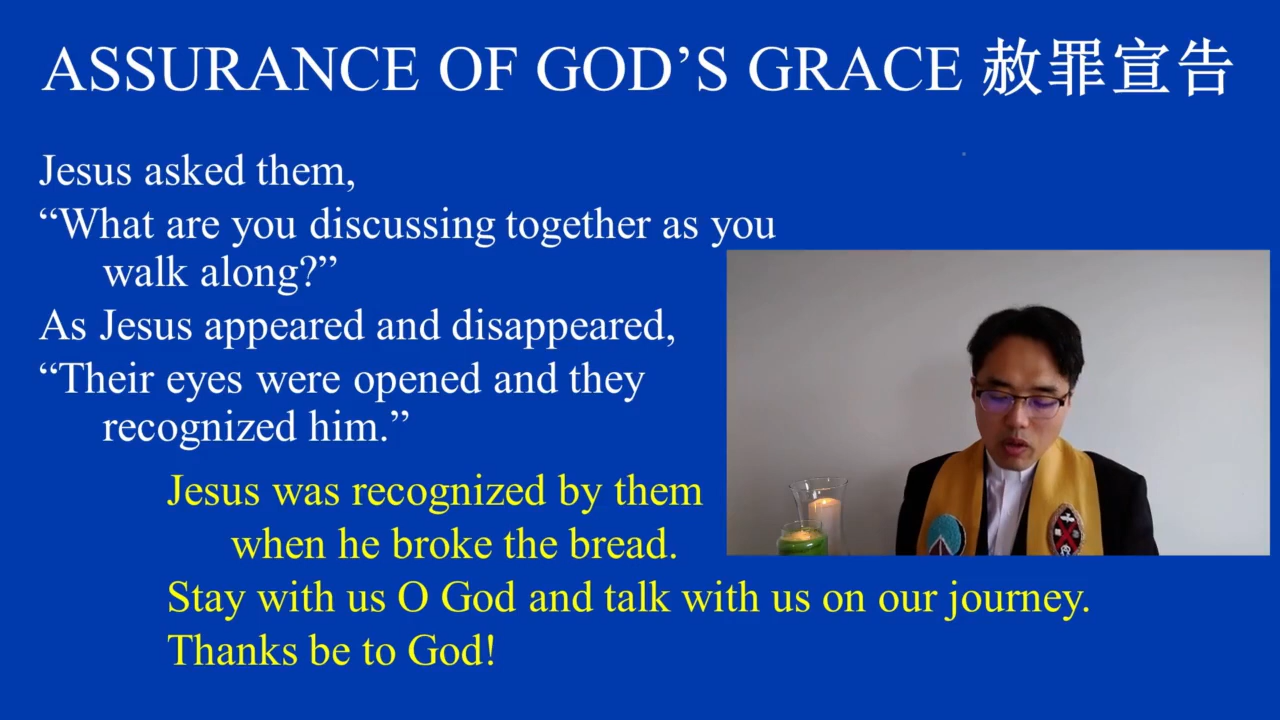 ASSURANCE OF GOD’S GRACE 赦罪宣告
Jesus asked them,
“What are you discussing together as you
walk along?”
As Jesus appeared and disappeared,
“Their eyes were opened and they
recognized him.”
Jesus was recognized by them
when he broke the bread.
Stay with us O God and talk with us on our journey.
Thanks be to God!